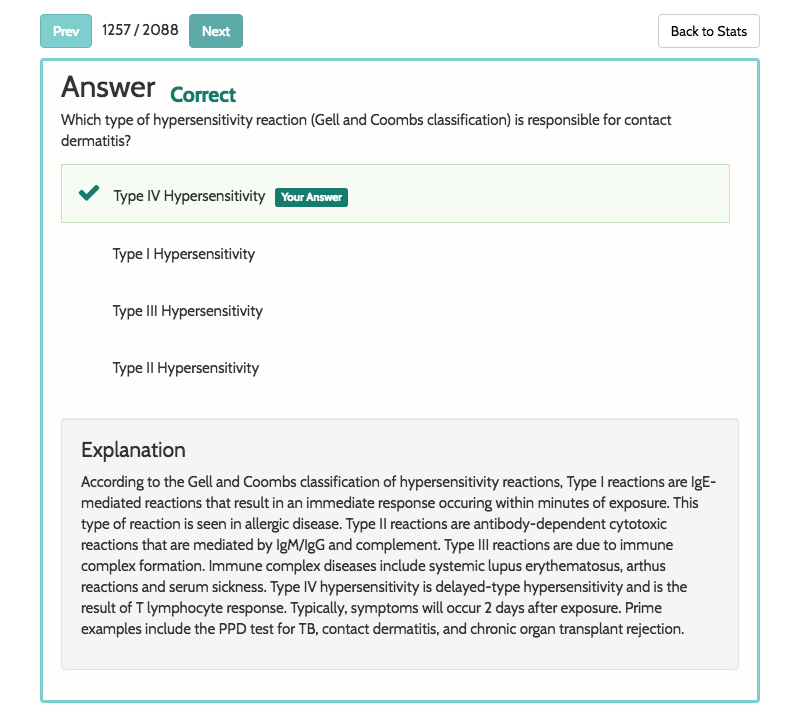 Prev 1257 / 2088 Next Back to Stats
Answer Correct
Which type of hypersensitivity reaction (Gell and Coombs classification) is responsible for contact
dermatitis?
Type IV Hypersensitivity Your Answer
Type I Hypersensitivity
Type III Hypersensitivity
Type II Hypersensitivity
Explanation
According to the Gell and Coombs classification of hypersensitivity reactions, Type I reactions are IgE-
mediated reactions that result in an immediate response occuring within minutes of exposure. This
type of reaction is seen in allergic disease. Type II reactions are antibody-dependent cytotoxic
reactions that are mediated by IgM/IgG and complement. Type III reactions are due to immune
complex formation. Immune complex diseases include systemic lupus erythematosus, arthus
reactions and serum sickness. Type IV hypersensitivity is delayed-type hypersensitivity and is the
result of T lymphocyte response. Typically, symptoms will occur 2 days after exposure. Prime
examples include the PPD test for TB, contact dermatitis, and chronic organ transplant rejection.